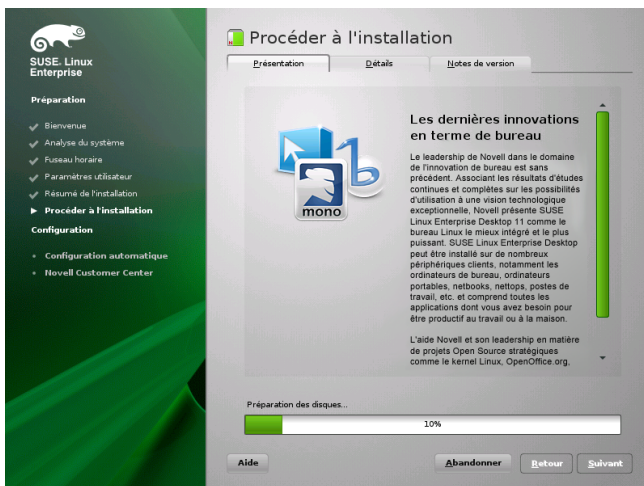 SUSE. Linux
Enterprise
Préparation
Bienvenue
Analyse du système
Fuseau horaire
Paramètres utilisateur
Résumé de l'installation
Procéder à l'installation
Configuration
Configuration automatique
Novell Customer Center
Procéder à l'installation
Présentation
Détails
Notes de version
mono
Les dernières innovations
en terme de bureau
Le leadership de Novell dans le domaine
de l'innovation de bureau est sans
précédent. Associant les résultats d'études
continues et complètes sur les possibilités
d'utilisation à une vision technologique
exceptionnelle, Novell présente SUSE
Linux Enterprise Desktop 11 comme le
bureau Linux le mieux intégré et le plus
puissant. SUSE Linux Enterprise Desktop
peut être installé sur de nombreux
périphériques clients, notamment les
ordinateurs de bureau, ordinateurs
portables, netbooks, nettops, postes de
travail, etc. et comprend toutes les
applications dont vous avez besoin pour
être productif au travail ou à la maison.
L'aide Novell et son leadership en matière
de projets Open Source stratégiques
comme le kernel Linux, OpenOffice.org,
Préparation des disques...
10%
Aide
Abandonner
Retour
Suivant